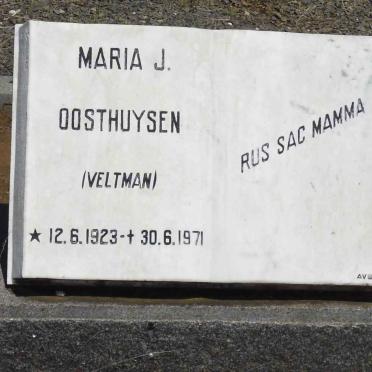 MARIA J.
OOSTHUYSEN
(VELTMAN)
★ 12.6.1923-✝ 30.6.1971
RUS SAC MAMMA